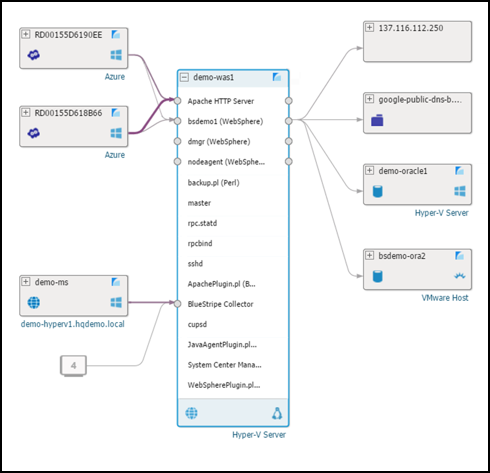 RD00155D6190EE
Azure
RD00155D618B66
Azure
demo-ms
demo-hyperv1.hqdemo.local
4
demo-was1
Apache HTTP Server
bsdemo1 (WebSphere)
dmgr (WebSphere)
nodeagent (WebSphe...
backup.pl (Perl)
master
rpc.statd
rpcbind
sshd
ApachePlugin.pl (B...
BlueStripe Collector
cupsd
JavaAgentPlugin.pl...
System Center Mana...
WebSpherePlugin.pl...
Hyper-V Server
137.116.112.250
google-public-dns-b....
demo-oracle1
Hyper-V Server
bsdemo-ora2
VMware Host